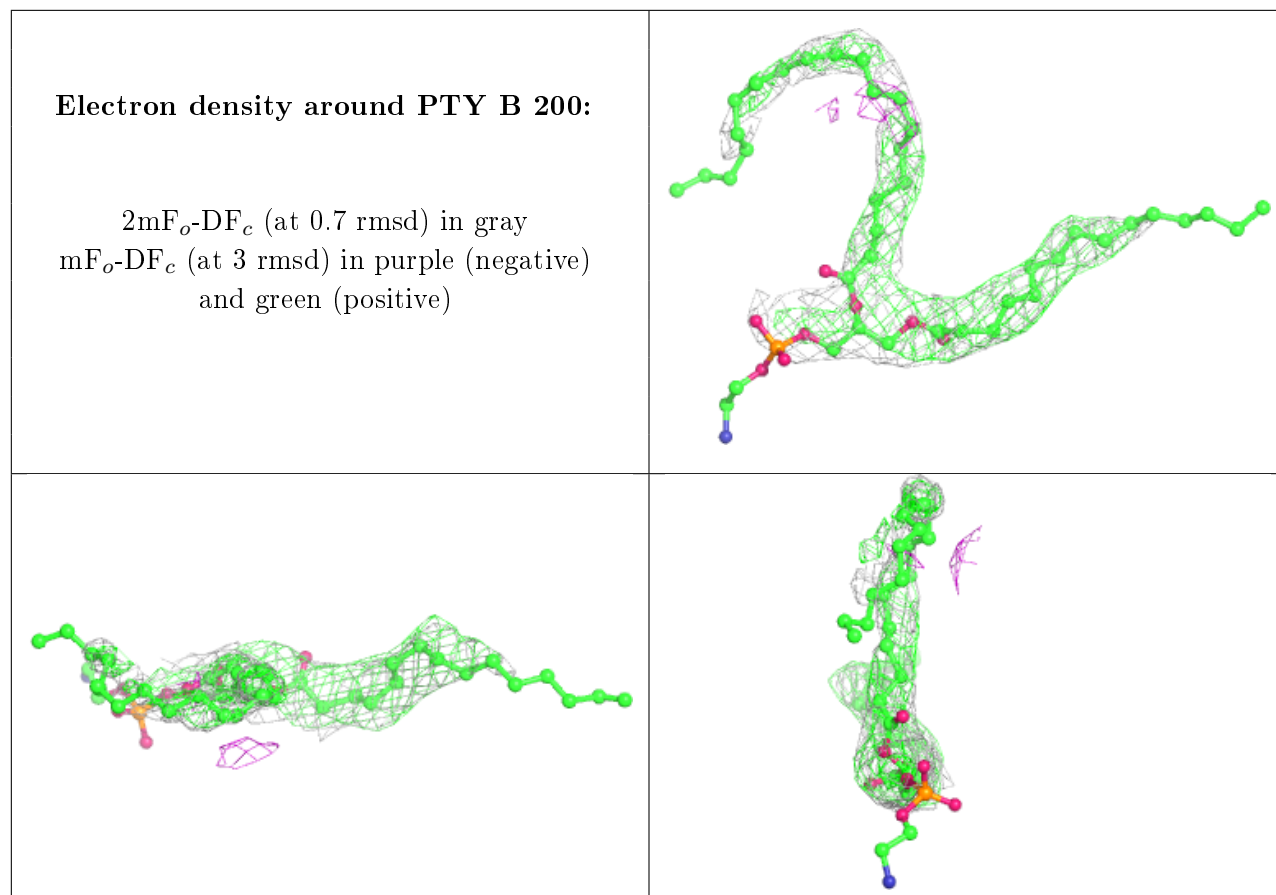 Electron density around PTY B 200:
2mFₒ-DF𝒸 (at 0.7 rmsd) in gray
mFₒ-DF𝒸 (at 3 rmsd) in purple (negative)
and green (positive)